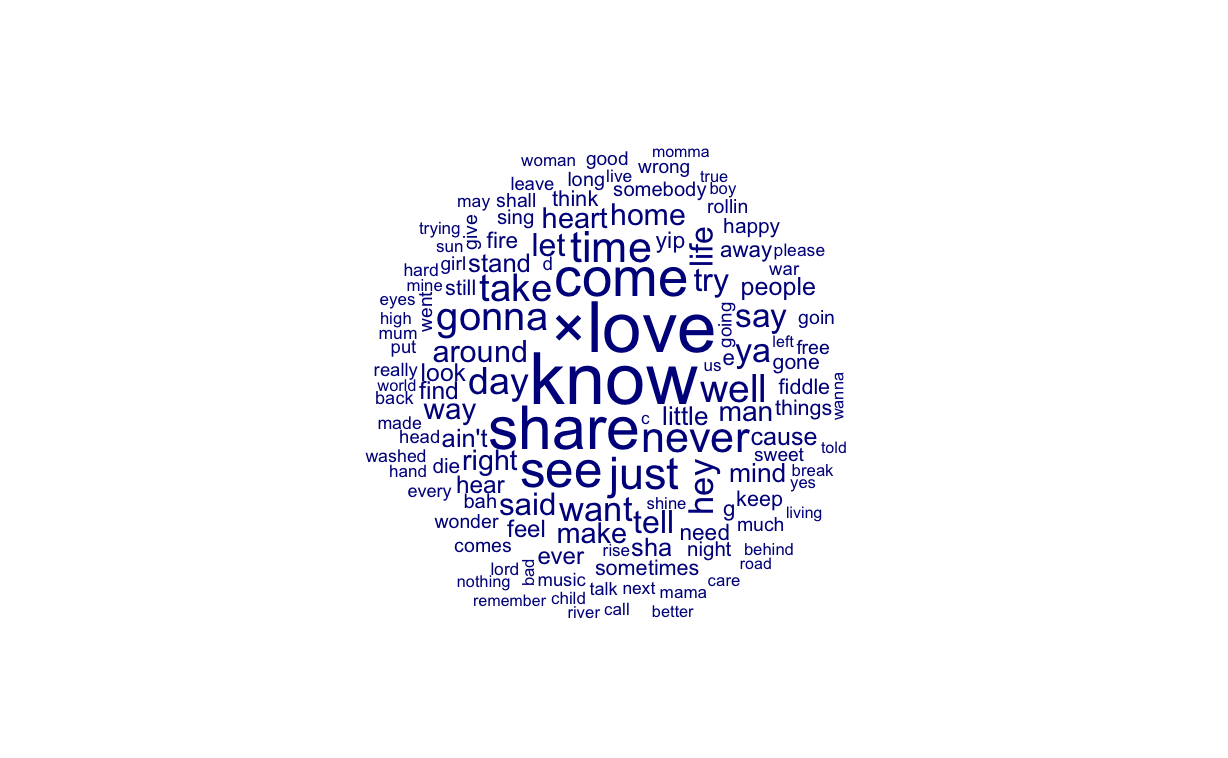 momma
woman good wrong
long live true
leave somebody boy
may shall think rollin
sing heart home
trying give happy
sun fire let time yip life away please
girl stand d
hard war
mine still take come try people
eyes went
high gonna × love going say goin
mum
put around e ya left free
really look us gone
world day know well fiddle
back find wanna
way c little man things
made share
head ain't never cause told
washed right sweet
hand die see just hey mind break
every hear yes
bah said want shine g keep living
wonder feel tell need much
make
comes ever rise sha night behind
lord bad sometimes road
nothing music talk next care
remember child mama
river call better